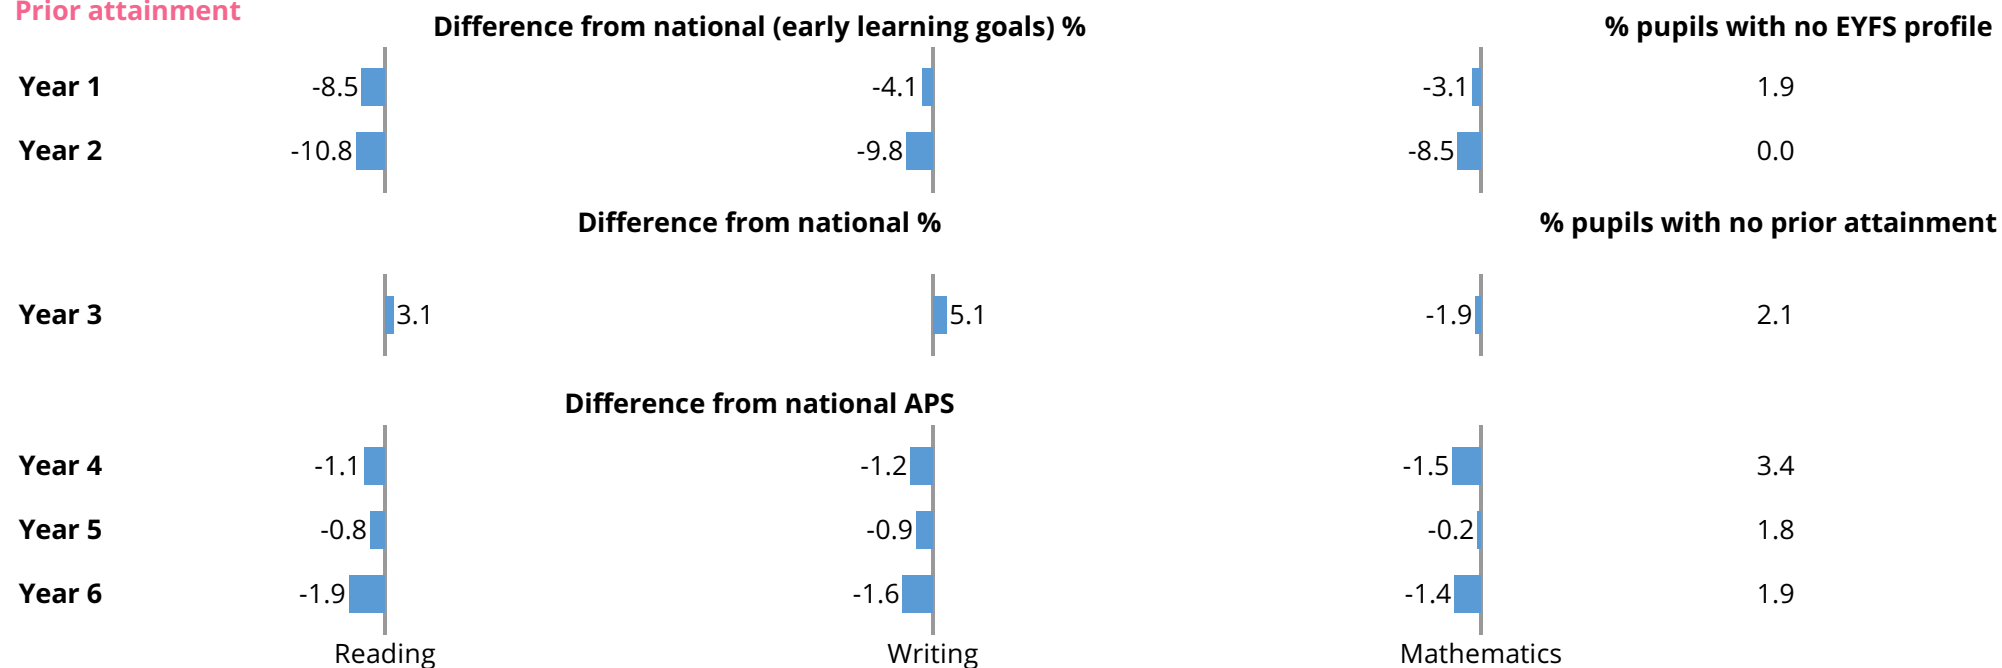 Prior attainment
Difference from national (early learning goals) % % pupils with no EYFS profile
Year 1 -8.5 -4.1 -3.1 1.9
Year 2 -10.8 -9.8 -8.5 0.0
Difference from national % % pupils with no prior attainment
Year 3 3.1 5.1 -1.9 2.1
Difference from national APS
Year 4 -1.1 -1.2 -1.5 3.4
Year 5 -0.8 -0.9 -0.2 1.8
Year 6 -1.9 -1.6 -1.4 1.9
Reading Writing Mathematics